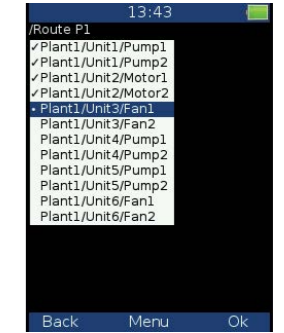 13:43
/Route P1
✓Plant1/Unit1/Pump1
✓Plant1/Unit1/Pump2
✓Plant1/Unit2/Motor1
✓Plant1/Unit2/Motor2
• Plant1/Unit3/Fan1
Plant1/Unit3/Fan2
Plant1/Unit4/Pump1
Plant1/Unit4/Pump2
Plant1/Unit5/Pump1
Plant1/Unit5/Pump2
Plant1/Unit6/Fan1
Plant1/Unit6/Fan2
Back Menu Ok